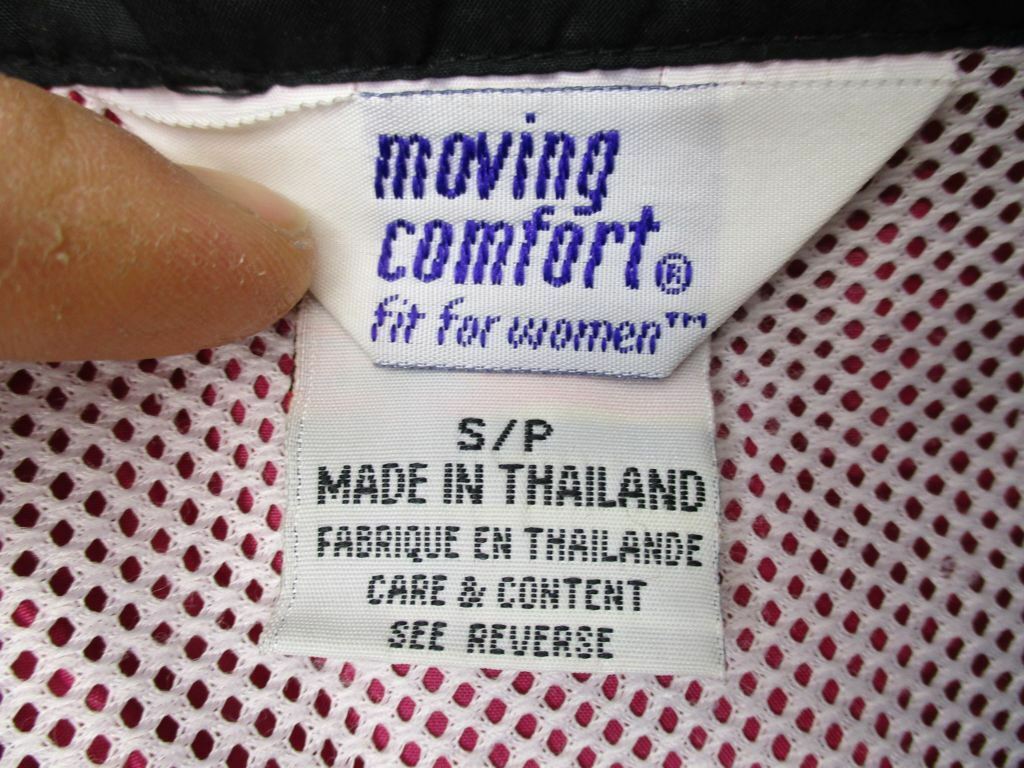 moving
comfort®
fit for women™
S/P
MADE IN THAILAND
FABRIQUE EN THAILANDE
CARE & CONTENT
SEE REVERSE